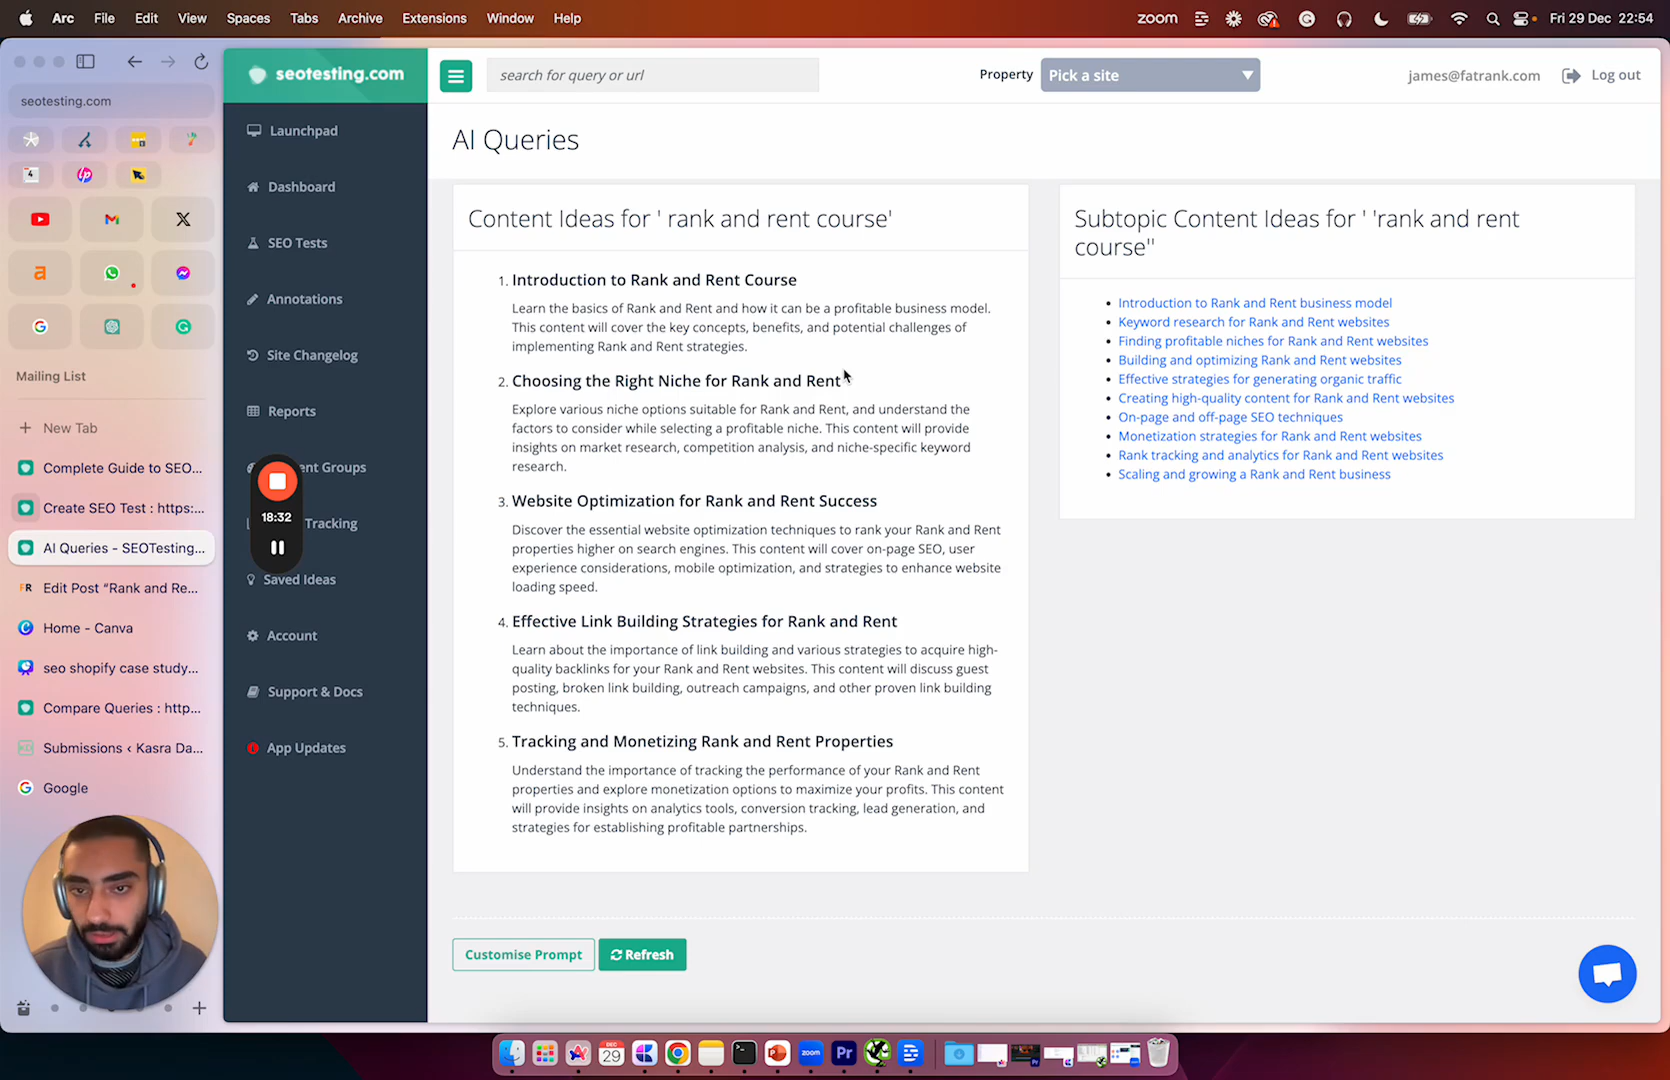 Arc File Edit View Spaces Tabs Archive Extensions Window Help
zoom
Fri 29 Dec 22:54
seotesting.com
4
Mailing List
New Tab
Complete Guide to SEO...
Create SEO Test : https:...
AI Queries - SEOTesting...
FR Edit Post “Rank and Re...
Home - Canva
seo shopify case study...
Compare Queries : http...
Submissions ‹ Kasra Da...
Google
seotesting.com
Launchpad
Dashboard
SEO Tests
Annotations
Site Changelog
Reports
ent Groups
Tracking
Saved Ideas
Account
Support & Docs
App Updates
18:32
search for query or url
Property
Pick a site
james@fatrank.com
Log out
AI Queries
Content Ideas for ' rank and rent course'
1. Introduction to Rank and Rent Course
Learn the basics of Rank and Rent and how it can be a profitable business model.
This content will cover the key concepts, benefits, and potential challenges of
implementing Rank and Rent strategies.
2. Choosing the Right Niche for Rank and Rent
Explore various niche options suitable for Rank and Rent, and understand the
factors to consider while selecting a profitable niche. This content will provide
insights on market research, competition analysis, and niche-specific keyword
research.
3. Website Optimization for Rank and Rent Success
Discover the essential website optimization techniques to rank your Rank and Rent
properties higher on search engines. This content will cover on-page SEO, user
experience considerations, mobile optimization, and strategies to enhance website
loading speed.
4. Effective Link Building Strategies for Rank and Rent
Learn about the importance of link building and various strategies to acquire high-
quality backlinks for your Rank and Rent websites. This content will discuss guest
posting, broken link building, outreach campaigns, and other proven link building
techniques.
5. Tracking and Monetizing Rank and Rent Properties
Understand the importance of tracking the performance of your Rank and Rent
properties and explore monetization options to maximize your profits. This content
will provide insights on analytics tools, conversion tracking, lead generation, and
strategies for establishing profitable partnerships.
Subtopic Content Ideas for ' 'rank and rent
course''
Introduction to Rank and Rent business model
Keyword research for Rank and Rent websites
Finding profitable niches for Rank and Rent websites
Building and optimizing Rank and Rent websites
Effective strategies for generating organic traffic
Creating high-quality content for Rank and Rent websites
On-page and off-page SEO techniques
Monetization strategies for Rank and Rent websites
Rank tracking and analytics for Rank and Rent websites
Scaling and growing a Rank and Rent business
Customise Prompt
Refresh
DEC
29
zoom
Pr